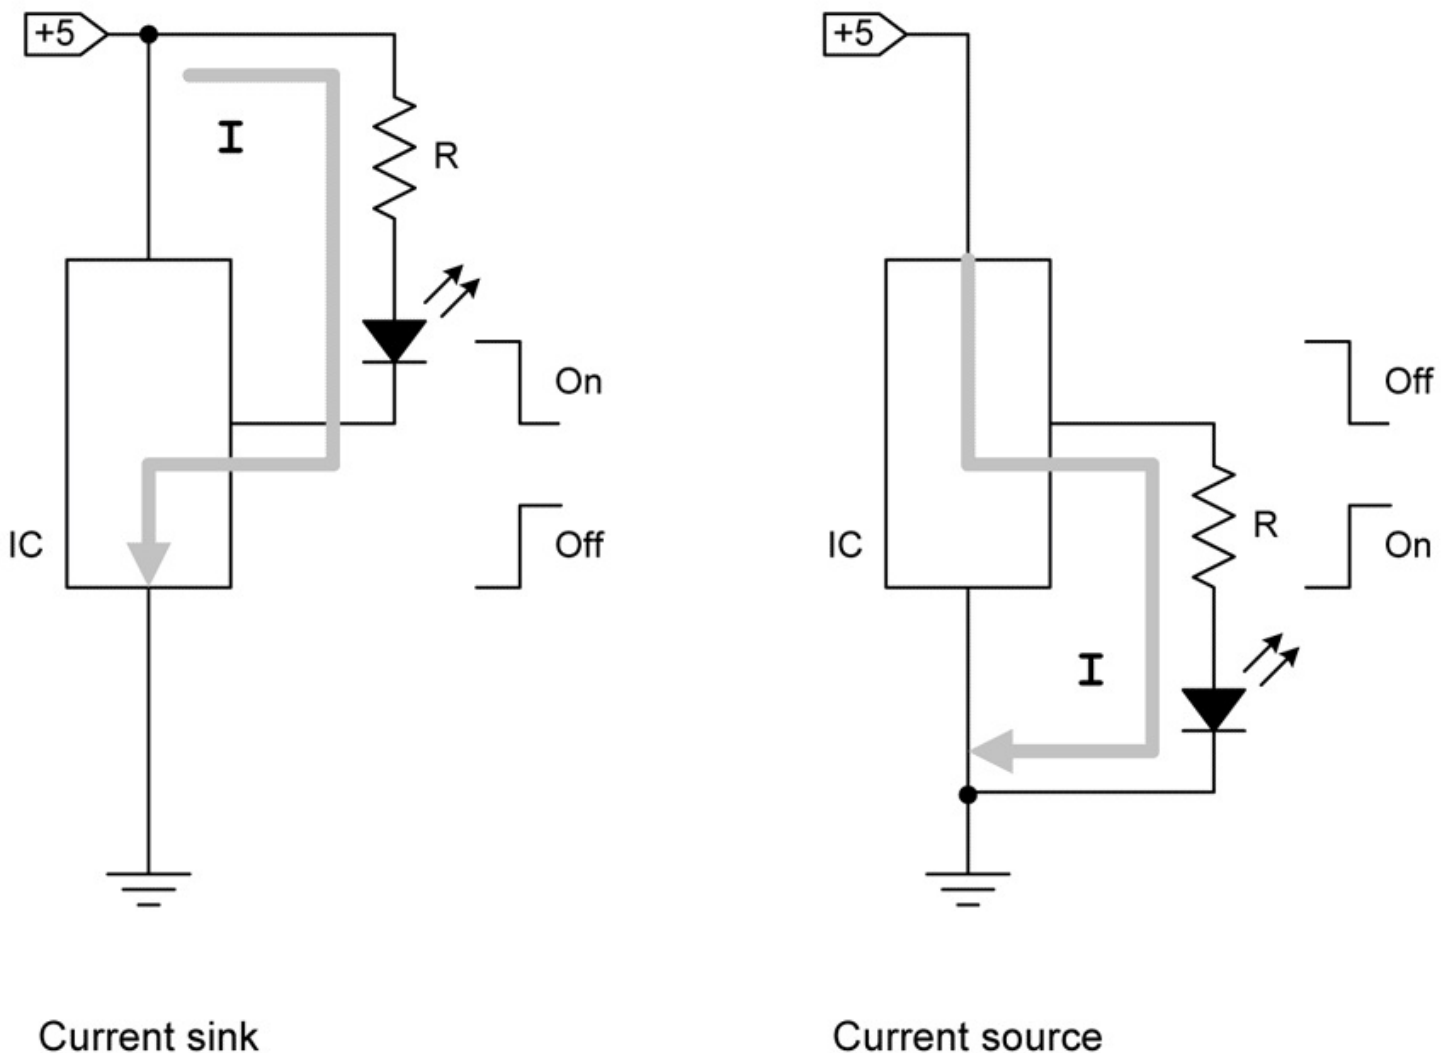 +5
I
R
On
IC
Off
Current sink
+5
Off
IC
R
On
I
Current source